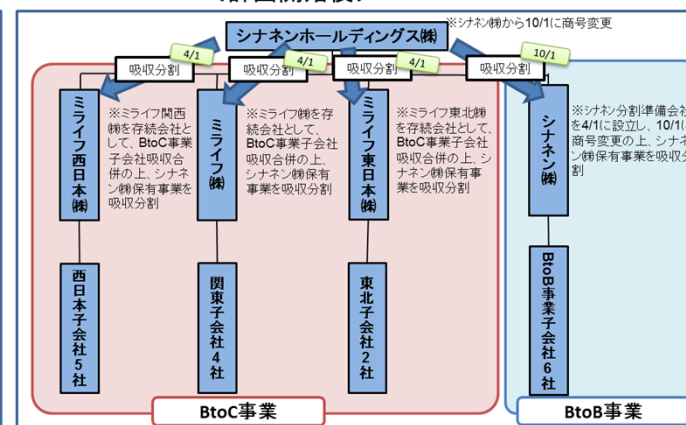 シナネンホールディングス㈱
※シナネン㈱から10/1に商号変更
4/1
4/1
4/1
10/1
吸収分割
吸収分割
吸収分割
吸収分割
ミライフ西日本㈱
※ミライフ関西
㈱を存続会社と
して、BtoC事業
子会社吸収合
併の上、シナネ
ン㈱保有事業を
吸収分割
ミライフ㈱
※ミライフ㈱を存
続会社として、
BtoC事業子会社
吸収合併の上、
シナネン㈱保有
事業を吸収分割
ミライフ東日本㈱
※ミライフ東北㈱
を存続会社として、
BtoC事業子会社
吸収合併の上、シ
ナネン㈱保有事
業を吸収分割
シナネン㈱
※シナネン分割準備会社
を4/1に設立し、10/1に
商号変更の上、シナネ
ン㈱保有事業を吸収分
割
西日本子会社5社
関東子会社4社
東北子会社2社
BtoB事業子会社6社
BtoC事業
BtoB事業